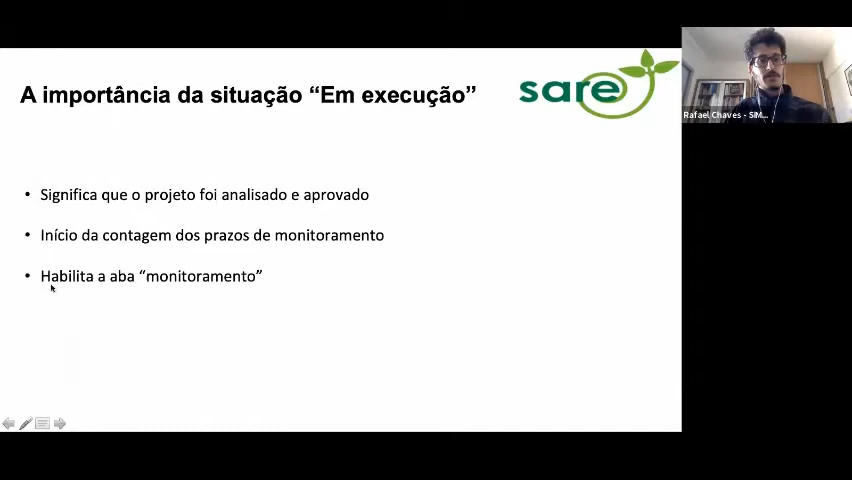 A importância da situação “Em execução”
sare
Rafael Chaves - SIM...
• Significa que o projeto foi analisado e aprovado
• Início da contagem dos prazos de monitoramento
• Habilita a aba “monitoramento”